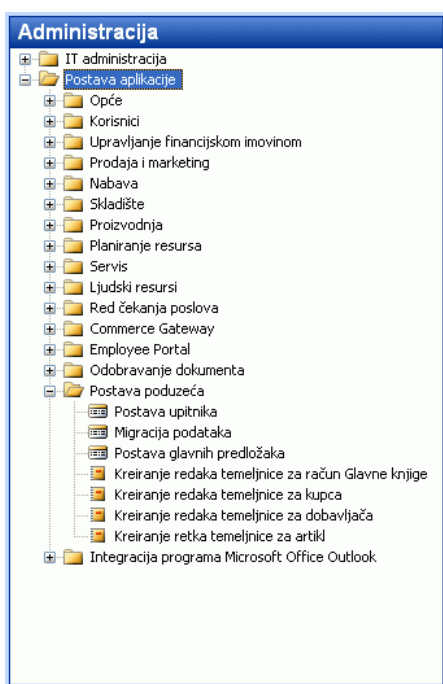 Administracija
IT administracija
Postava aplikacije
Opće
Korisnici
Upravljanje financijskom imovinom
Prodaja i marketing
Nabava
Skladište
Proizvodnja
Planiranje resursa
Servis
Ljudski resursi
Red čekanja poslova
Commerce Gateway
Employee Portal
Odobravanje dokumenta
Postava poduzeća
Postava upitnika
Migracija podataka
Postava glavnih predložaka
Kreiranje redaka temeljnice za račun Glavne knjige
Kreiranje redaka temeljnice za kupca
Kreiranje redaka temeljnice za dobavljača
Kreiranje retka temeljnice za artikl
Integracija programa Microsoft Office Outlook